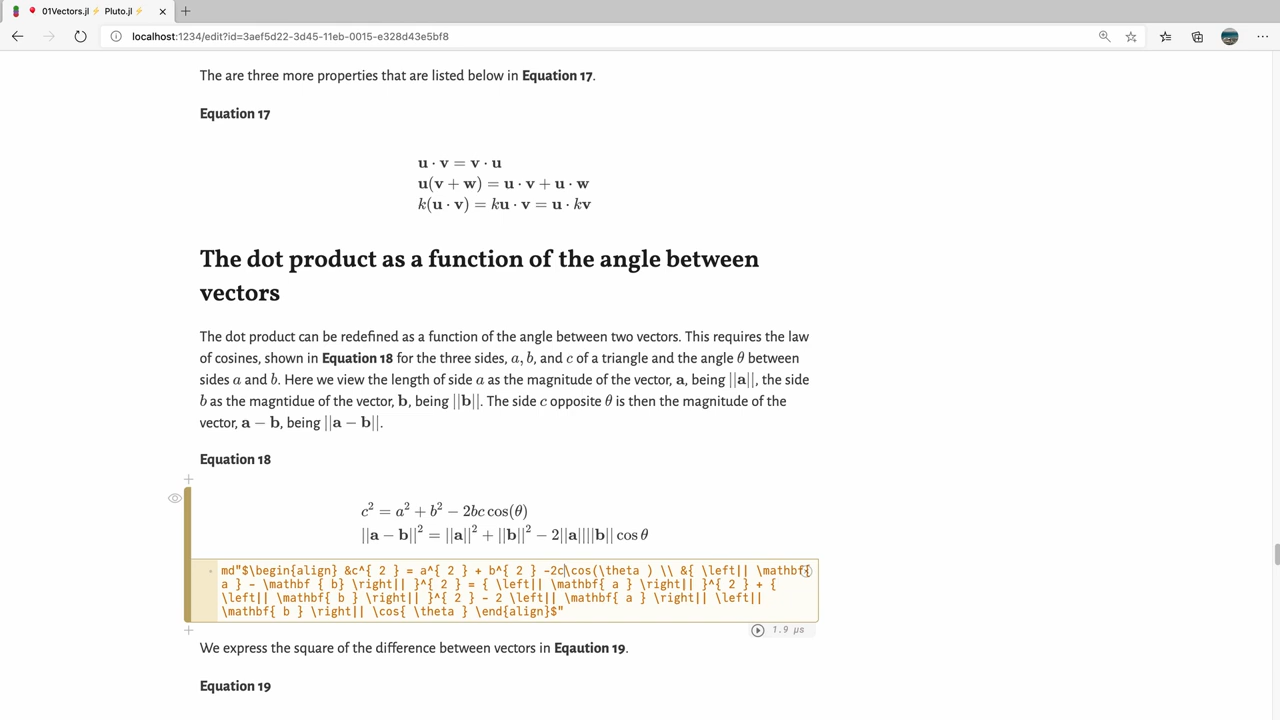 01Vectors.jl⚡ Pluto.jl⚡
localhost:1234/edit?id=3aef5d22-3d45-11eb-0015-e328d43e5bf8
The are three more properties that are listed below in Equation 17.
Equation 17
u · v = v · u
u(v + w) = u · v + u · w
k(u · v) = ku · v = u · kv
The dot product as a function of the angle between
vectors
The dot product can be redefined as a function of the angle between two vectors. This requires the law
of cosines, shown in Equation 18 for the three sides, a, b, and c of a triangle and the angle θ between
sides a and b. Here we view the length of side a as the magnitude of the vector, a, being ||a||, the side
b as the magntidue of the vector, b, being ||b||. The side c opposite θ is then the magnitude of the
vector, a − b, being ||a − b||.
Equation 18
c² = a² + b² − 2bc cos(θ)
||a − b||² = ||a||² + ||b||² − 2||a||||b|| cos θ
md"$\begin{align} &c^{ 2 } = a^{ 2 } + b^{ 2 } -2c\cos(\theta ) \\ &{ \left|| \mathbf{
a } - \mathbf { b} \right|| }^{ 2 } = { \left|| \mathbf{ a } \right|| }^{ 2 } + {
\left|| \mathbf{ b } \right|| }^{ 2 } - 2 \left|| \mathbf{ a } \right|| \left||
\mathbf{ b } \right|| \cos{ \theta } \end{align}$"
1.9 μs
We express the square of the difference between vectors in Eqaution 19.
Equation 19